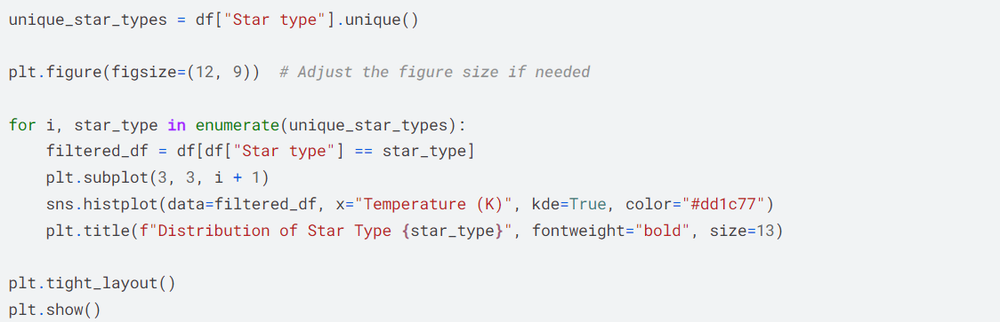 unique_star_types = df["Star type"].unique()
plt.figure(figsize=(12, 9))  # Adjust the figure size if needed
for i, star_type in enumerate(unique_star_types):
    filtered_df = df[df["Star type"] == star_type]
    plt.subplot(3, 3, i + 1)
    sns.histplot(data=filtered_df, x="Temperature (K)", kde=True, color="#dd1c77")
    plt.title(f"Distribution of Star Type {star_type}", fontweight="bold", size=13)
plt.tight_layout()
plt.show()